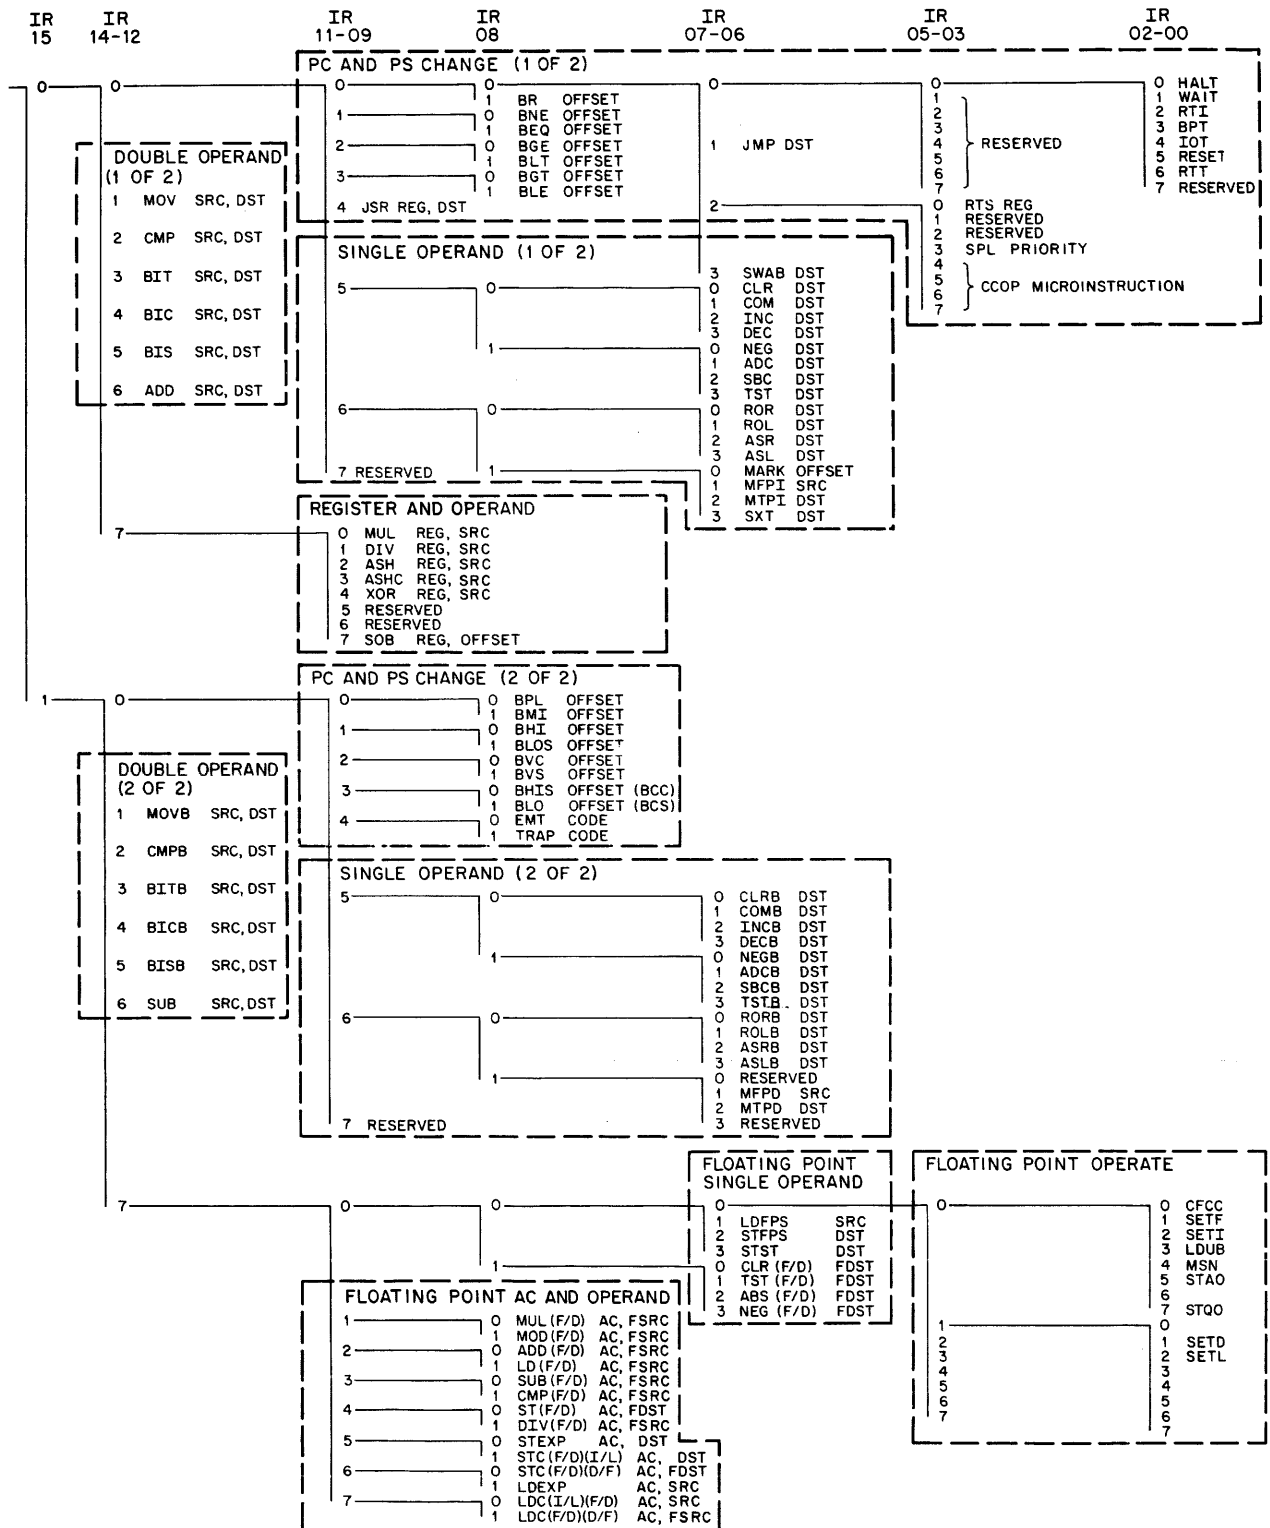 IR 15
IR 14-12
IR 11-09
IR 08
IR 07-06
IR 05-03
IR 02-00
PC AND PS CHANGE (1 OF 2)
0 0 0 0 0 0 0 HALT
1 BR OFFSET
1 0 BNE OFFSET
1 BEQ OFFSET
2 0 BGE OFFSET
1 BLT OFFSET
3 0 BGT OFFSET
1 BLE OFFSET
4 JSR REG, DST
1 JMP DST
1
2
3
4
5
6
7
RESERVED
1 WAIT
2 RTI
3 BPT
4 IOT
5 RESET
6 RTT
7 RESERVED
2 0 RTS REG
1 RESERVED
2 RESERVED
3 SPL PRIORITY
4
5
6
7
CCOP MICROINSTRUCTION
DOUBLE OPERAND
(1 OF 2)
1 MOV SRC, DST
2 CMP SRC, DST
3 BIT SRC, DST
4 BIC SRC, DST
5 BIS SRC, DST
6 ADD SRC, DST
SINGLE OPERAND (1 OF 2)
3 SWAB DST
5 0 0 CLR DST
1 COM DST
2 INC DST
3 DEC DST
1 0 NEG DST
1 ADC DST
2 SBC DST
3 TST DST
6 0 0 ROR DST
1 ROL DST
2 ASR DST
3 ASL DST
7 RESERVED 1 0 MARK OFFSET
1 MFPI SRC
2 MTPI DST
3 SXT DST
REGISTER AND OPERAND
7 0 MUL REG, SRC
1 DIV REG, SRC
2 ASH REG, SRC
3 ASHC REG, SRC
4 XOR REG, SRC
5 RESERVED
6 RESERVED
7 SOB REG, OFFSET
PC AND PS CHANGE (2 OF 2)
1 0 0 0 BPL OFFSET
1 BMI OFFSET
1 0 BHI OFFSET
1 BLOS OFFSET
2 0 BVC OFFSET
1 BVS OFFSET
3 0 BHIS OFFSET (BCC)
1 BLO OFFSET (BCS)
4 0 EMT CODE
1 TRAP CODE
DOUBLE OPERAND
(2 OF 2)
1 MOVB SRC, DST
2 CMPB SRC, DST
3 BITB SRC, DST
4 BICB SRC, DST
5 BISB SRC, DST
6 SUB SRC, DST
SINGLE OPERAND (2 OF 2)
5 0 0 CLRB DST
1 COMB DST
2 INCB DST
3 DECB DST
1 0 NEGB DST
1 ADCB DST
2 SBCB DST
3 TSTB DST
6 0 0 RORB DST
1 ROLB DST
2 ASRB DST
3 ASLB DST
1 0 RESERVED
1 MFPD SRC
2 MTPD DST
7 RESERVED 3 RESERVED
FLOATING POINT
SINGLE OPERAND
7 0 0 0
1 LDFPS SRC
2 STFPS DST
3 STST DST
1 0 CLR (F/D) FDST
1 TST (F/D) FDST
2 ABS (F/D) FDST
3 NEG (F/D) FDST
FLOATING POINT OPERATE
0 0 CFCC
1 SETF
2 SETI
3 LDUB
4 MSN
5 STAO
6
7 STQO
1 0
2 1 SETD
3 2 SETL
4 3
5 4
6 5
7 6
7
FLOATING POINT AC AND OPERAND
1 0 MUL (F/D) AC, FSRC
1 MOD (F/D) AC, FSRC
2 0 ADD (F/D) AC, FSRC
1 LD (F/D) AC, FSRC
3 0 SUB (F/D) AC, FSRC
1 CMP (F/D) AC, FSRC
4 0 ST (F/D) AC, FDST
1 DIV (F/D) AC, FSRC
5 0 STEXP AC, DST
1 STC (F/D)(I/L) AC, DST
6 0 STC (F/D)(D/F) AC, FDST
1 LDEXP AC, SRC
7 0 LDC (I/L)(F/D) AC, SRC
1 LDC (F/D)(D/F) AC, FSRC